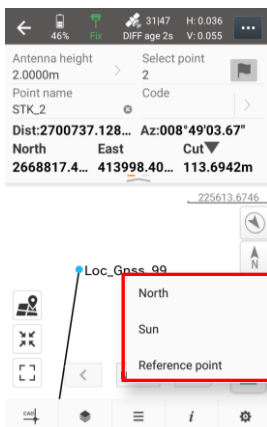 31|47 H:0.036
46% Fix DIFF age 2s V:0.055
Antenna height Select point
2.0000m 2
Point name Code
STK_2
Dist:2700737.128... Az:008°49'03.67"
North East Cut▼
2668817.4... 413998.40... 113.6942m
225613.6746
N
Loc_Gnss_99
North
Sun
Reference point
CAD
i